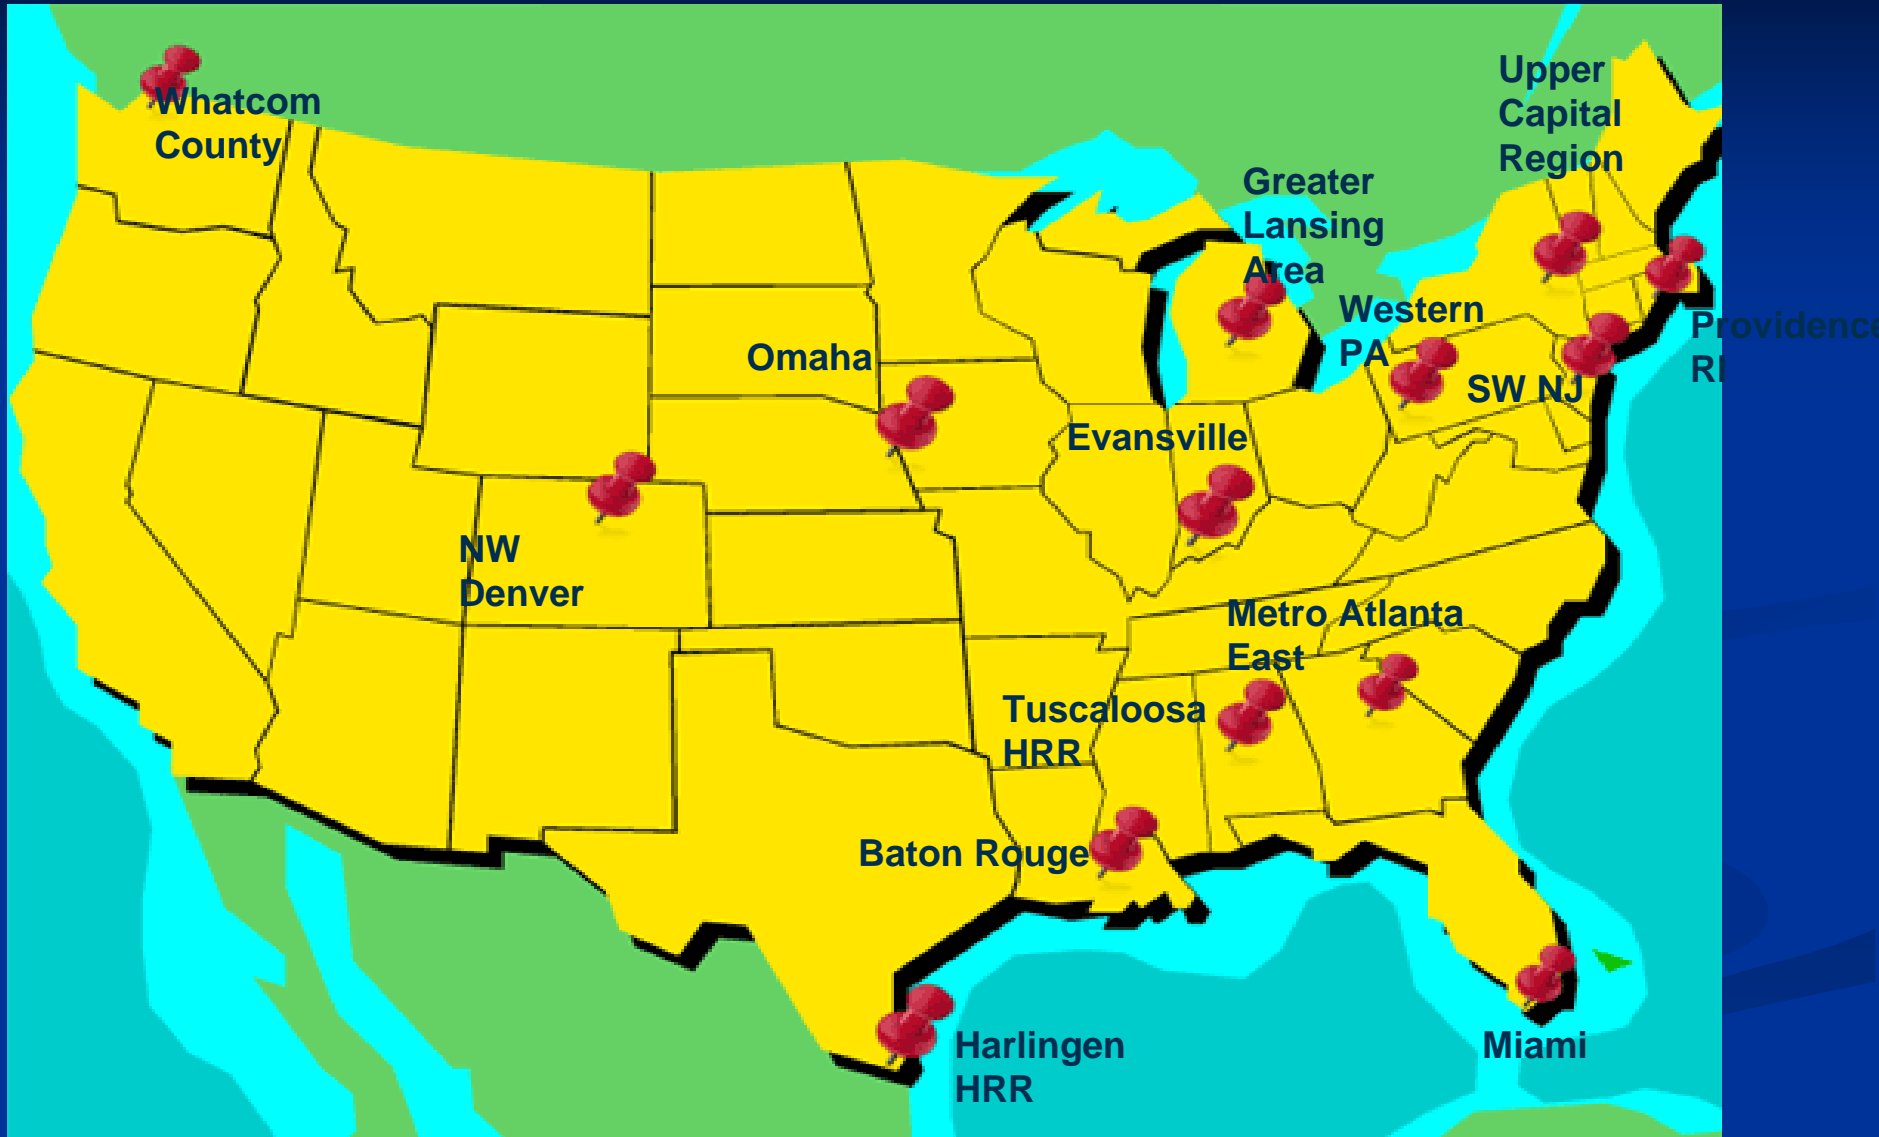 Upper
Capital
Region
Whatcom
County
Greater
Lansing
Area
Western
PA
Providence
RI
Omaha
SW NJ
Evansville
NW
Denver
Metro Atlanta
East
Tuscaloosa
HRR
Baton Rouge
Harlingen
HRR
Miami